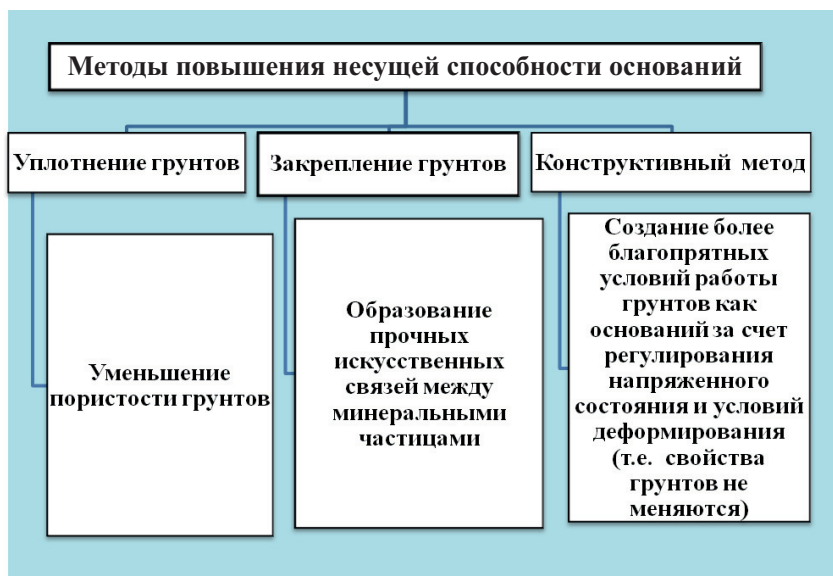 Методы повышения несущей способности оснований
Уплотнение грунтов
Закрепление грунтов
Конструктивный метод
Уменьшение
пористости грунтов
Образование
прочных
искусственных
связей между
минеральными
частицами
Создание более
благопрятных
условий работы
грунтов как
оснований за счет
регулирования
напряженного
состояния и условий
деформирования
(т.е. свойства
грунтов не
меняются)